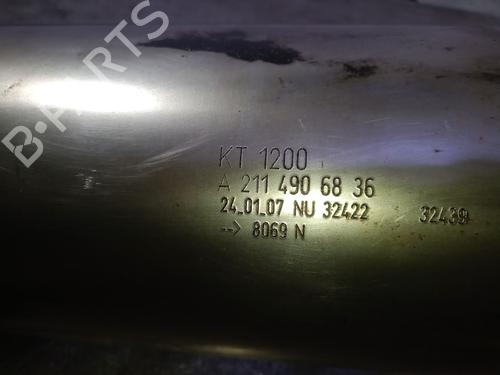 B-PARTS
KT 1200
A 211 490 68 36
24.01.07 NU 32422 32439
--> 8069 N